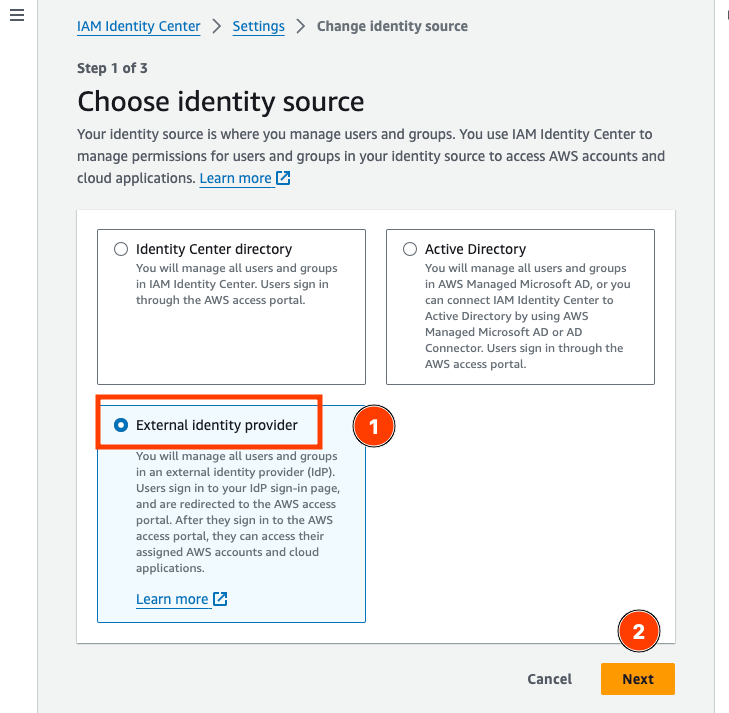 IAM Identity Center > Settings > Change identity source
Step 1 of 3
Choose identity source
Your identity source is where you manage users and groups. You use IAM Identity Center to
manage permissions for users and groups in your identity source to access AWS accounts and
cloud applications. Learn more
Identity Center directory
You will manage all users and groups
in IAM Identity Center. Users sign in
through the AWS access portal.
Active Directory
You will manage all users and groups
in AWS Managed Microsoft AD, or you
can connect IAM Identity Center to
Active Directory by using AWS
Managed Microsoft AD or AD
Connector. Users sign in through the
AWS access portal.
External identity provider
1
You will manage all users and groups
in an external identity provider (IdP).
Users sign in to your IdP sign-in page,
and are redirected to the AWS access
portal. After they sign in to the AWS
access portal, they can access their
assigned AWS accounts and cloud
applications.
Learn more
2
Cancel
Next